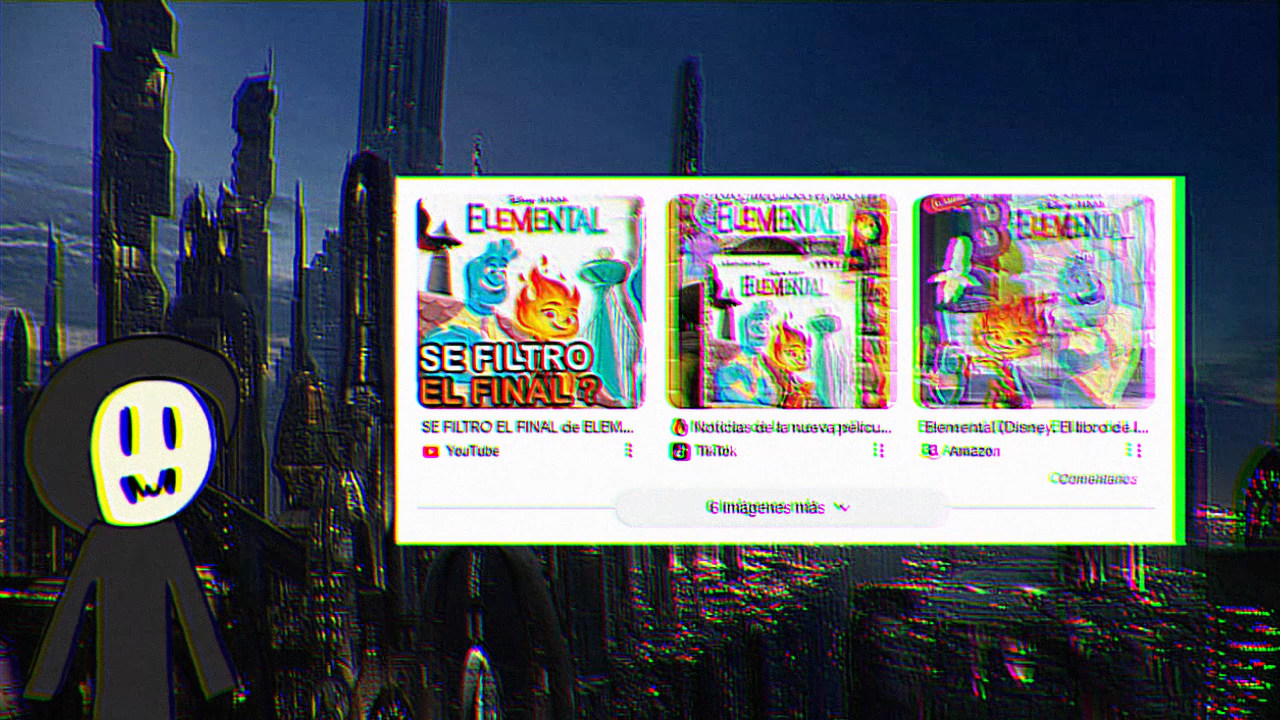 ELEMENTAL
SE FILTRO
EL FINAL ?
SE FILTRO EL FINAL de ELEM...
YouTube
ELEMENTAL
ELEMENTAL
Noticias de la nueva pelícu...
TikTok
ELEMENTAL
Elemental (Disney. El libro de l...
Amazon
Comentarios
6 imágenes más